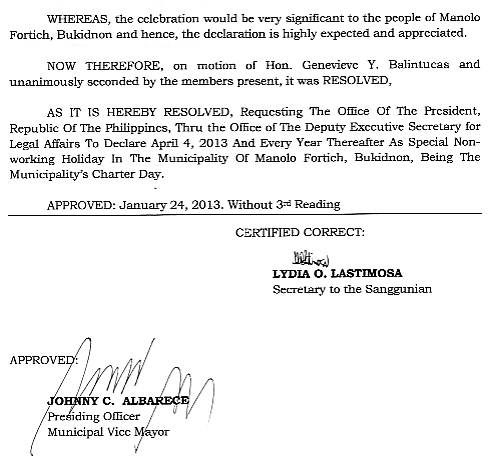 WHEREAS, the celebration would be very significant to the people of Manolo
Fortich, Bukidnon and hence, the declaration is highly expected and appreciated.
NOW THEREFORE, on motion of Hon. Genevieve Y. Balintucas and
unanimously seconded by the members present, it was RESOLVED,
AS IT IS HEREBY RESOLVED, Requesting The Office Of The President,
Republic Of The Philippines, Thru the Office of The Deputy Executive Secretary for
Legal Affairs To Declare April 4, 2013 And Every Year Thereafter As Special Non-
working Holiday In The Municipality Of Manolo Fortich, Bukidnon, Being The
Municipality's Charter Day.
APPROVED: January 24, 2013. Without 3rd Reading
CERTIFIED CORRECT:
LYDIA O. LASTIMOSA
Secretary to the Sanggunian
APPROVED:
JOHNNY C. ALBARECE
Presiding Officer
Municipal Vice Mayor